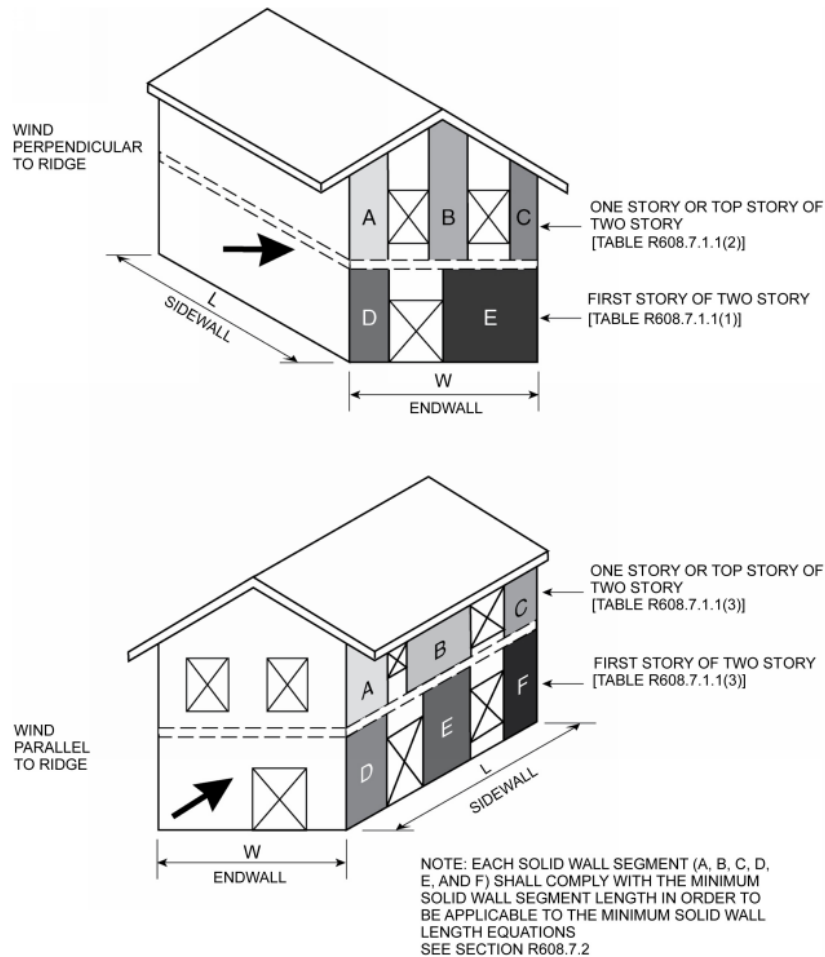 WIND
PERPENDICULAR
TO RIDGE
A
B
C
ONE STORY OR TOP STORY OF
TWO STORY
[TABLE R608.7.1.1(2)]
D
E
FIRST STORY OF TWO STORY
[TABLE R608.7.1.1(1)]
L
SIDEWALL
W
ENDWALL
ONE STORY OR TOP STORY OF
TWO STORY
[TABLE R608.7.1.1(3)]
A
B
C
FIRST STORY OF TWO STORY
[TABLE R608.7.1.1(3)]
D
E
F
WIND
PARALLEL
TO RIDGE
L
SIDEWALL
W
ENDWALL
NOTE: EACH SOLID WALL SEGMENT (A, B, C, D,
E, AND F) SHALL COMPLY WITH THE MINIMUM
SOLID WALL SEGMENT LENGTH IN ORDER TO
BE APPLICABLE TO THE MINIMUM SOLID WALL
LENGTH EQUATIONS
SEE SECTION R608.7.2